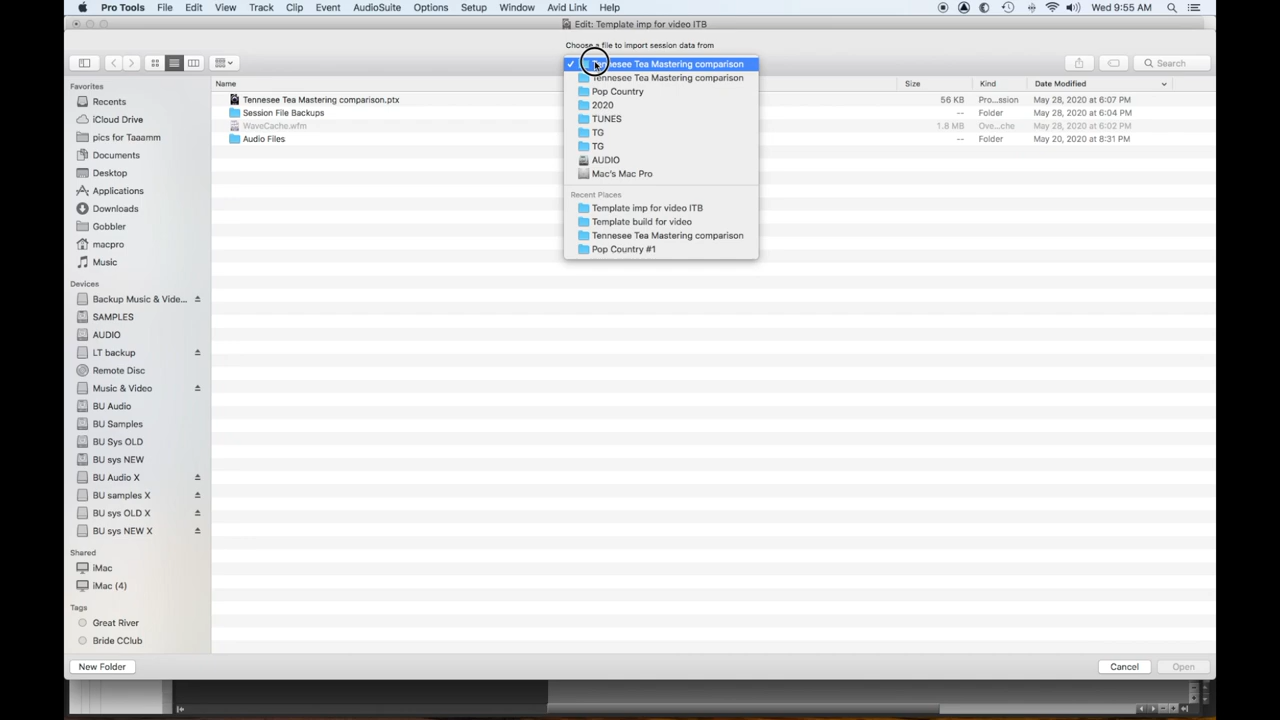 Pro Tools File Edit View Track Clip Event AudioSuite Options Setup Window Avid Link Help Wed 9:55 AM
Edit: Template imp for video ITB
Choose a file to import session data from
Tennesee Tea Mastering comparison
Search
Favorites
Recents
iCloud Drive
pics for Taaamm
Documents
Desktop
Applications
Downloads
Gobbler
macpro
Music
Devices
Backup Music & Vide...
SAMPLES
AUDIO
LT backup
Remote Disc
Music & Video
BU Audio
BU Samples
BU Sys OLD
BU sys NEW
BU Audio X
BU samples X
BU sys OLD X
BU sys NEW X
Shared
iMac
iMac (4)
Tags
Great River
Bride CClub
Name Size Kind Date Modified
Tennesee Tea Mastering comparison.ptx 56 KB Pro...ssion May 28, 2020 at 6:07 PM
Session File Backups -- Folder May 28, 2020 at 6:04 PM
WaveCache.wfm 1.8 MB Ove...che May 28, 2020 at 6:02 PM
Audio Files -- Folder May 20, 2020 at 8:31 PM
Tennesee Tea Mastering comparison
Pop Country
2020
TUNES
TG
TG
AUDIO
Mac's Mac Pro
Recent Places
Template imp for video ITB
Template build for video
Tennesee Tea Mastering comparison
Pop Country #1
New Folder Cancel Open